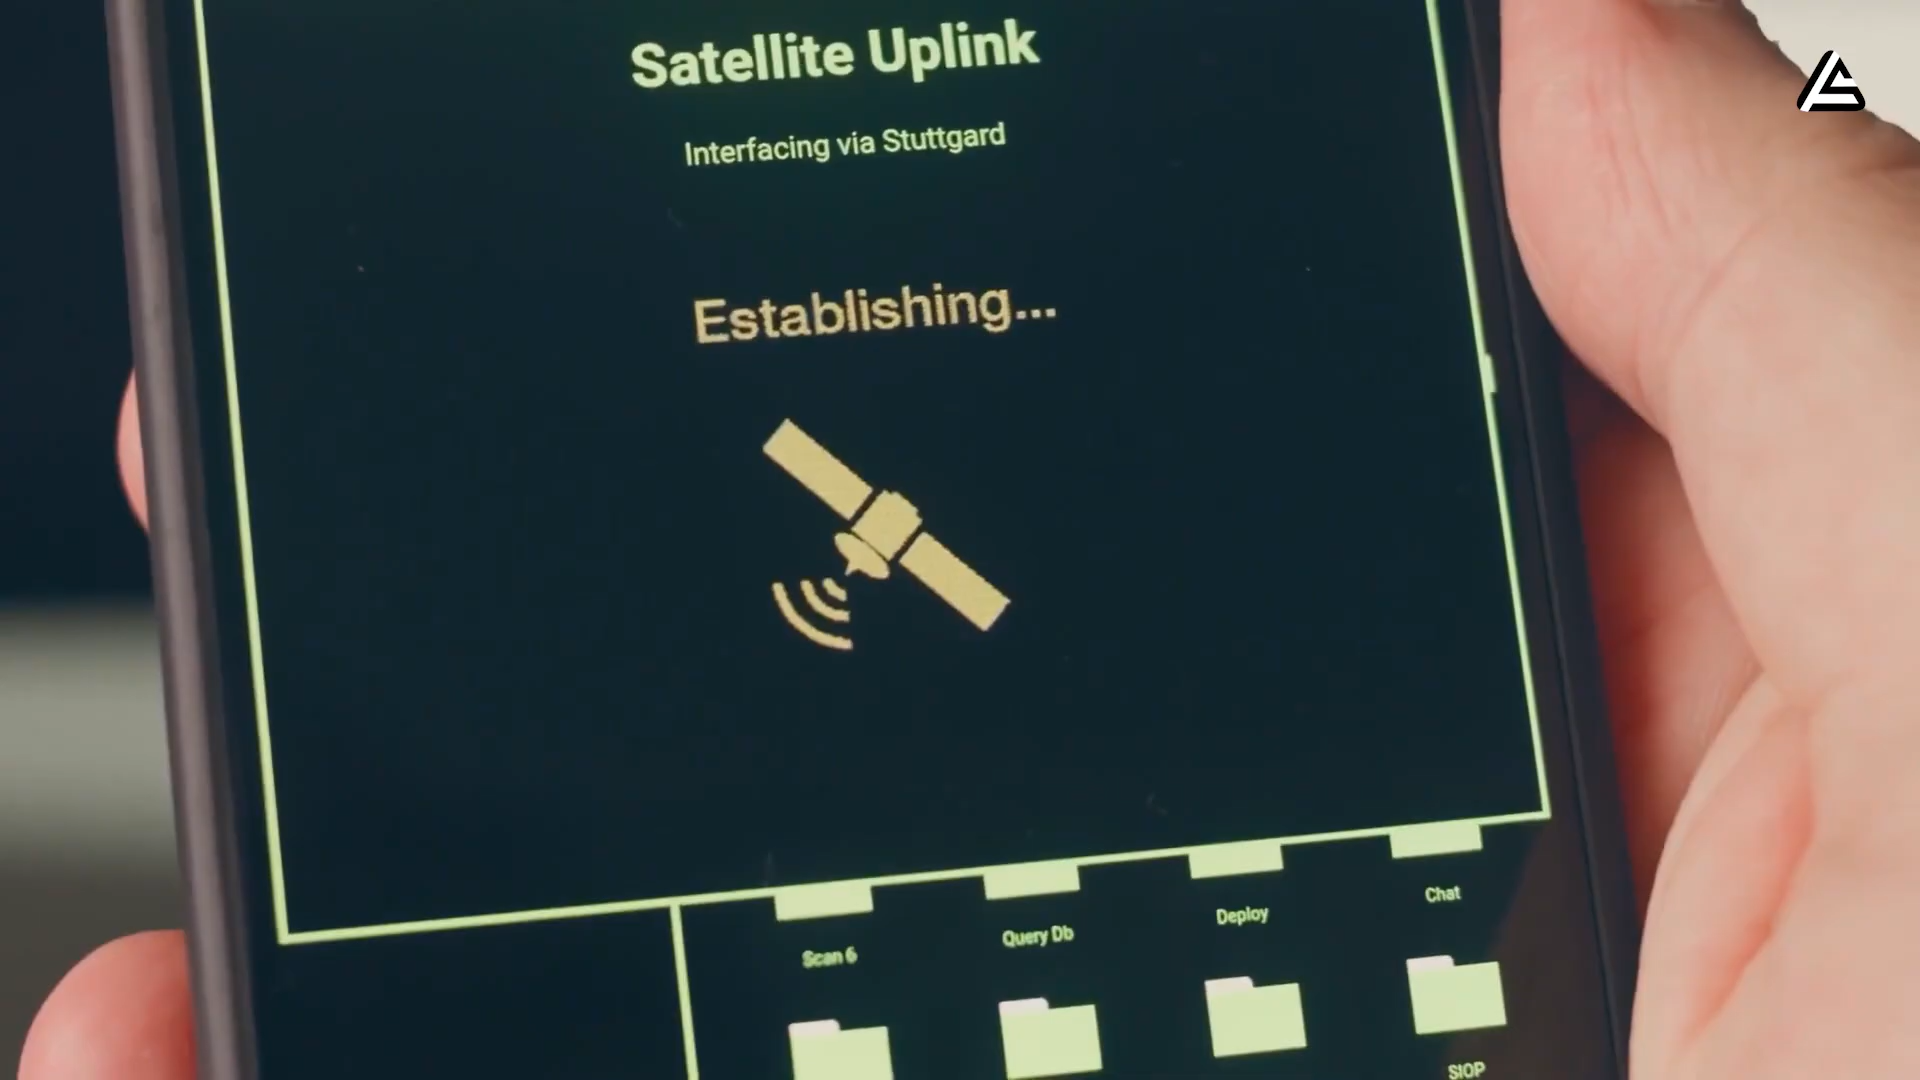 Satellite Uplink
Interfacing via Stuttgard
Establishing...
Scan 6
Query Db
Deploy
Chat
SIOP